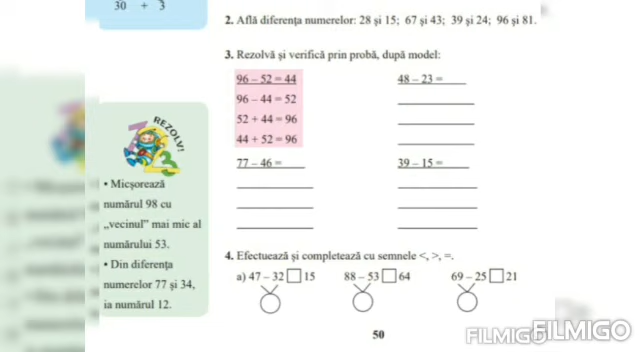 30 + 3
2. Află diferența numerelor: 28 și 15; 67 și 43; 39 și 24; 96 și 81.
3. Rezolvă și verifică prin probă, după model:
96 – 52 = 44
96 – 44 = 52
52 + 44 = 96
44 + 52 = 96
48 – 23 =
77 – 46 =
39 – 15 =
REZOLV!
• Micșorează
numărul 98 cu
„vecinul” mai mic al
numărului 53.
• Din diferența
numerelor 77 și 34,
ia numărul 12.
4. Efectuează și completează cu semnele <, >, =.
a) 47 – 32 □ 15 88 – 53 □ 64 69 – 25 □ 21
50
FILMIGO FILMIGO